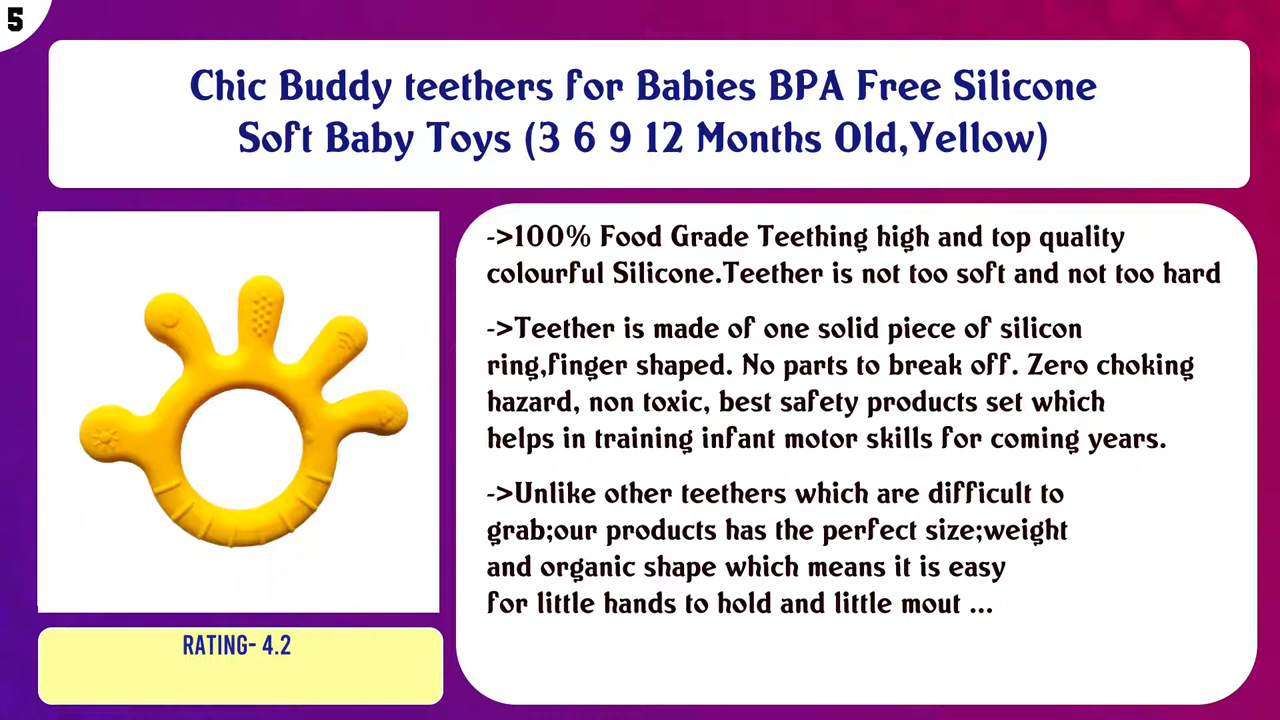 5
Chic Buddy teethers for Babies BPA Free Silicone
Soft Baby Toys (3 6 9 12 Months Old,Yellow)
->100% Food Grade Teething high and top quality
colourful Silicone.Teether is not too soft and not too hard
->Teether is made of one solid piece of silicon
ring,finger shaped. No parts to break off. Zero choking
hazard, non toxic, best safety products set which
helps in training infant motor skills for coming years.
->Unlike other teethers which are difficult to
grab;our products has the perfect size;weight
and organic shape which means it is easy
for little hands to hold and little mout ...
RATING- 4.2